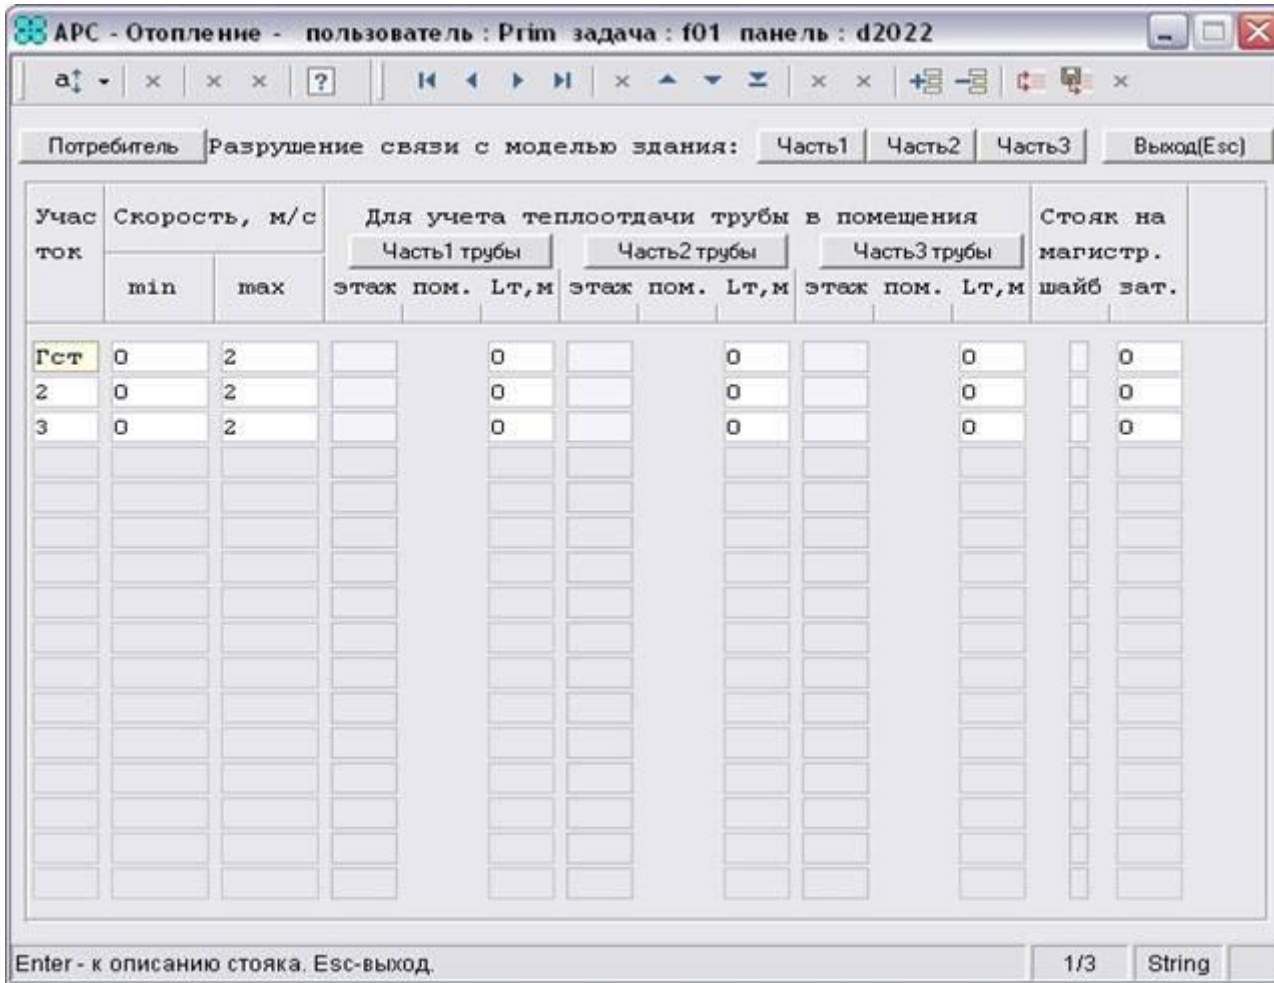 АРС - Отопление - пользователь : Prim задача : f01 панель : d2022
a ?
Потребитель Разрушение связи с моделью здания: Часть1 Часть2 Часть3 Выход(Esc)
Учас Скорость, м/с Для учета теплоотдачи трубы в помещения Стояк на
ток Часть1 трубы Часть2 трубы Часть3 трубы магистр.
min max этаж пом. Lт,м этаж пом. Lт,м этаж пом. Lт,м шайб зат.
Гст 0 2 0 0 0 0
2 0 2 0 0 0 0
3 0 2 0 0 0 0
Enter - к описанию стояка. Esc-выход. 1/3 String